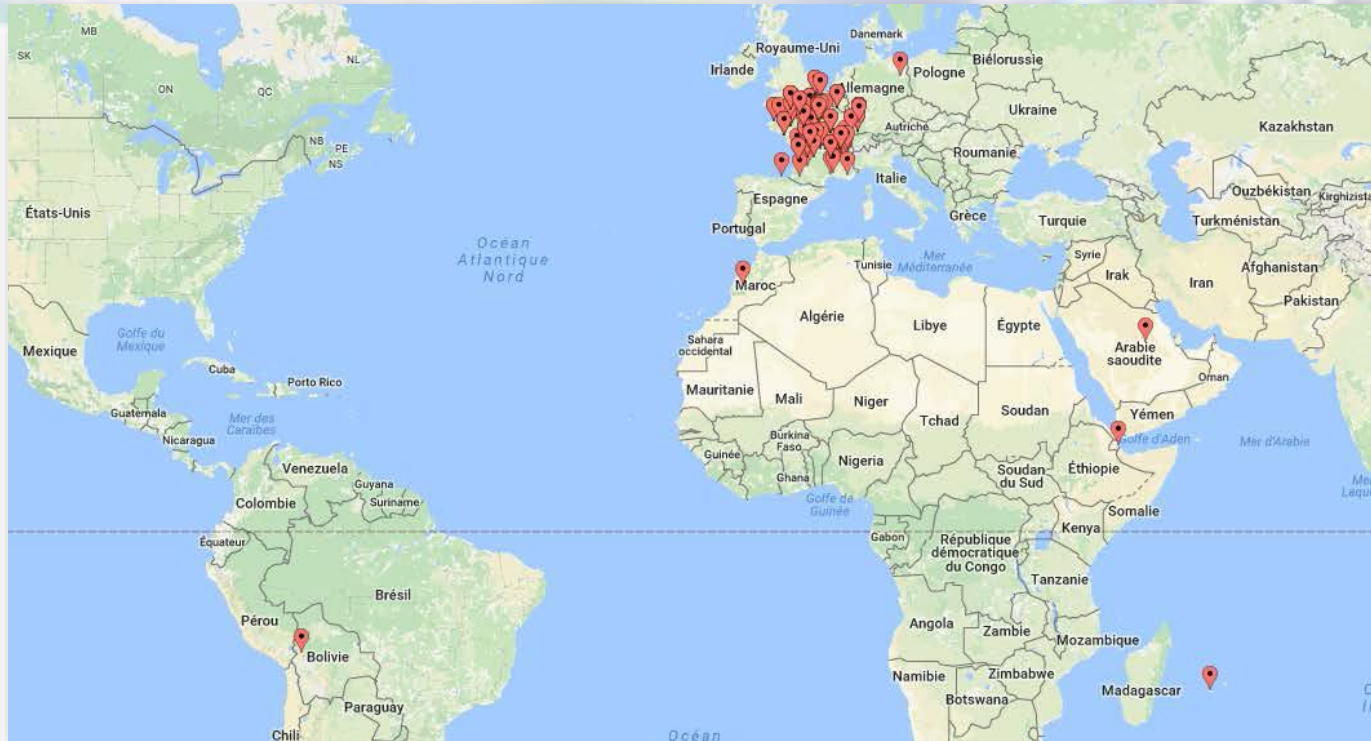 MB
SK
NL
ON
QC
NB
PE
NS
États-Unis
Golfe du
Mexique
Mexique
Cuba
Porto Rico
Guatemala
Mer des
Caraïbes
Nicaragua
Venezuela
Guyana
Suriname
Colombie
Équateur
Brésil
Pérou
Bolivie
Paraguay
Chili
Océan
Atlantique
Nord
Océan
Danemark
Royaume-Uni
Irlande
Biélorussie
Pologne
Allemagne
Ukraine
Kazakhstan
Autriche
Roumanie
Italie
Espagne
Portugal
Grèce
Turquie
Ouzbékistan
Turkménistan
Mer
Méditerranée
Tunisie
Syrie
Irak
Iran
Afghanistan
Pakistan
Maroc
Algérie
Libye
Égypte
Arabie
saoudite
Oman
Sahara
occidental
Mauritanie
Mali
Niger
Tchad
Soudan
Yémen
Golfe d'Aden
Mer d'Arabie
Burkina
Faso
Guinée
Ghana
Nigeria
Soudan
du Sud
Éthiopie
Golfe de
Guinée
Somalie
Gabon
République
démocratique
du Congo
Kenya
Tanzanie
Angola
Zambie
Mozambique
Namibie
Zimbabwe
Botswana
Madagascar